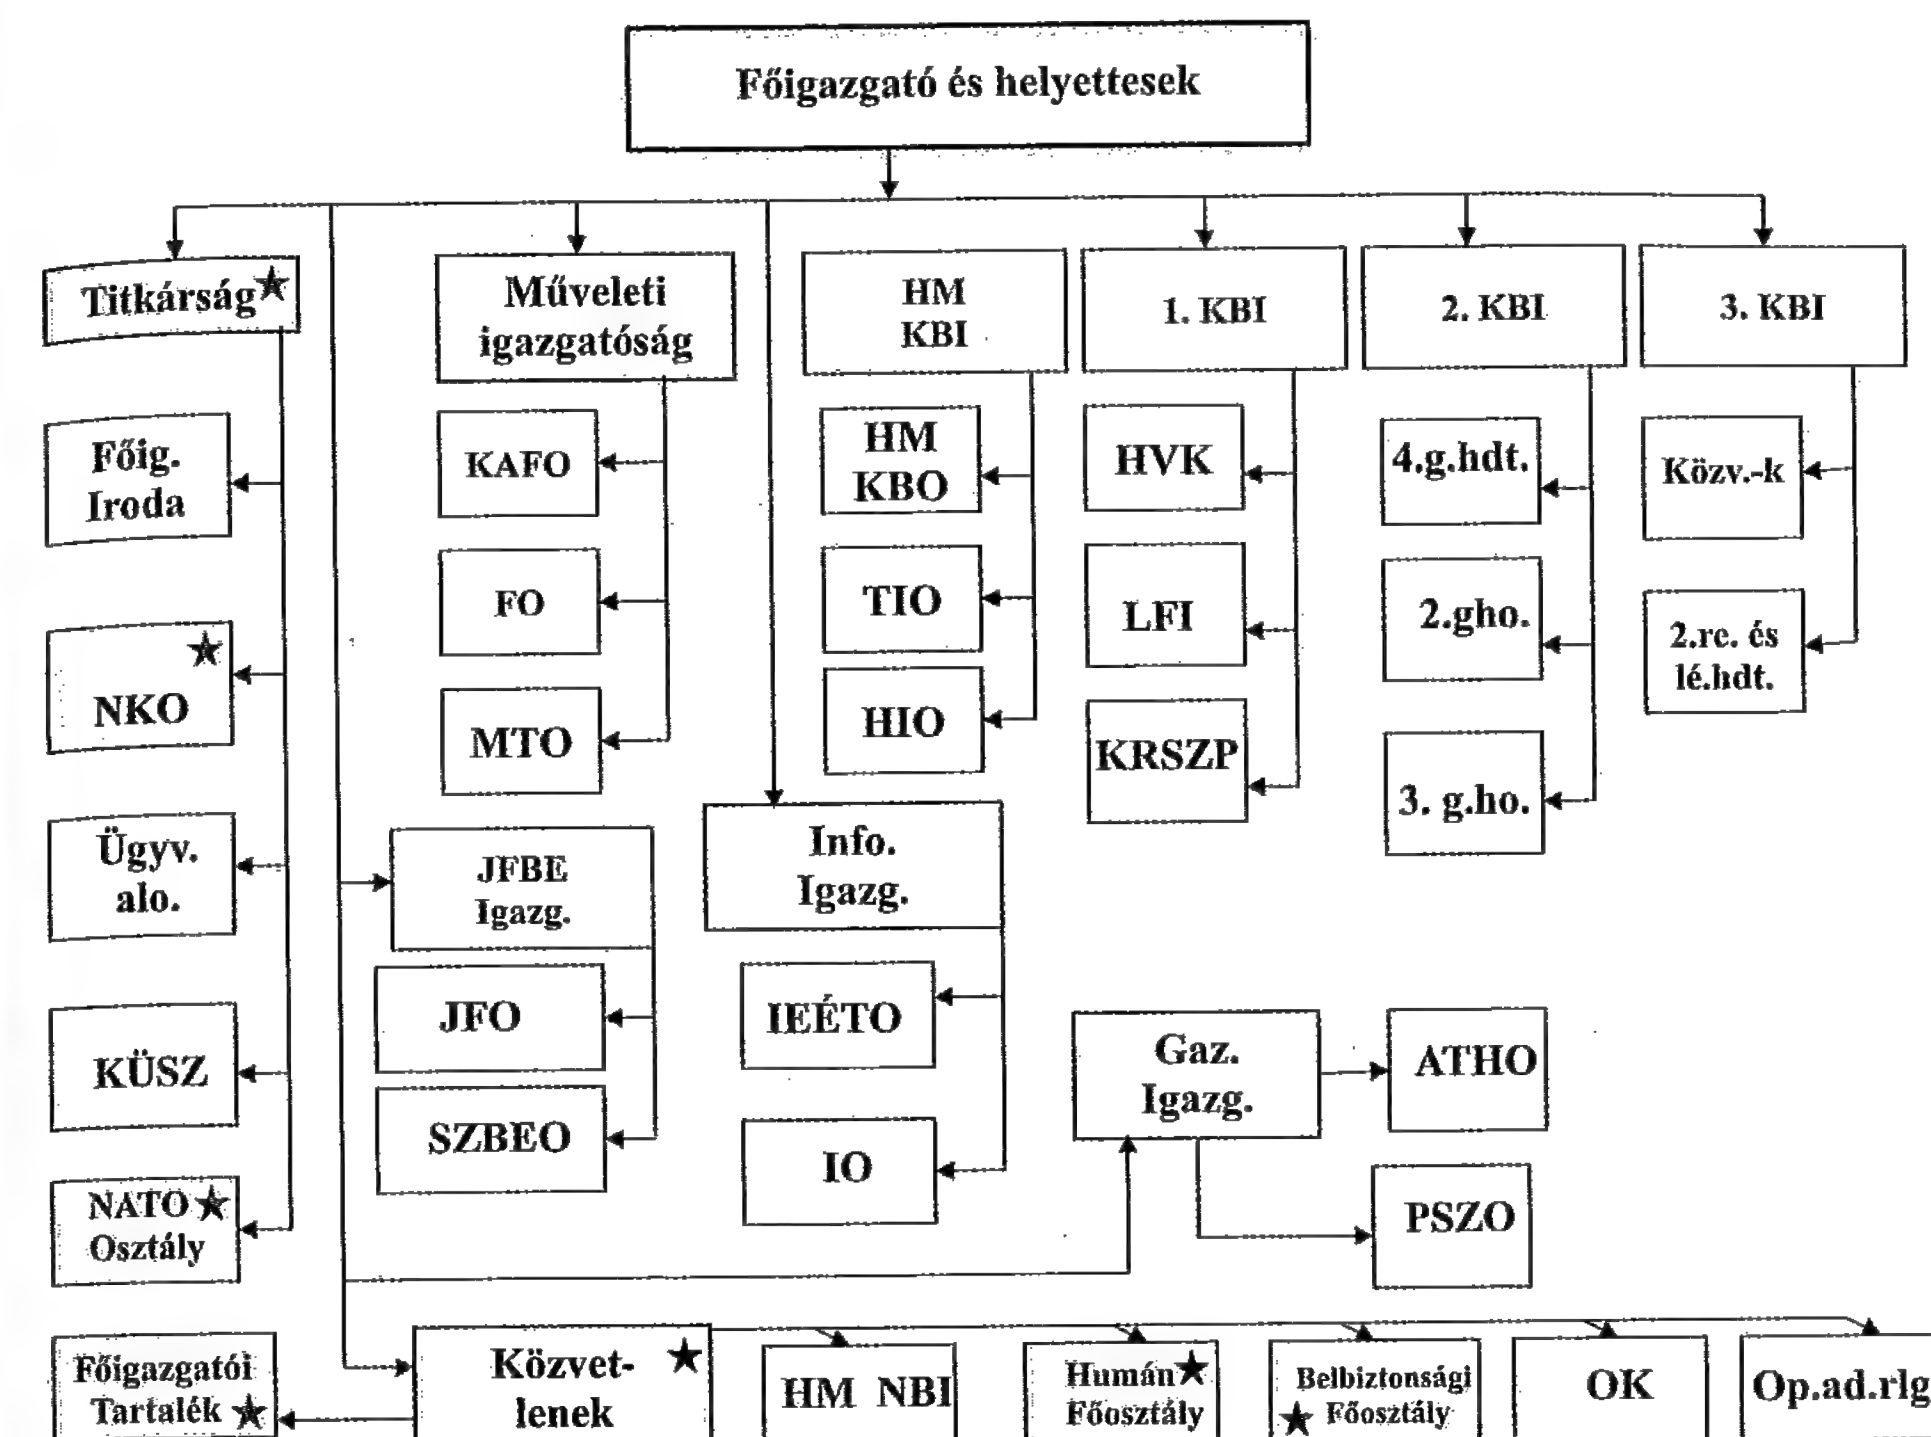 Főigazgató és helyettesek
Titkárság
Műveleti
igazgatóság
HM
KBI
1. KBI
2. KBI
3. KBI
Főig.
Iroda
KAFO
HM
KBO
HVK
4.g.hdt.
Közv.-k
FO
TIO
LFI
2.gho.
2.re. és
lé.hdt.
NKO
MTO
HIO
KRSZP
3. g.ho.
Ügyv.
alo.
JFBE
Igazg.
Info.
Igazg.
KÜSZ
JFO
IEÉTO
Gaz.
Igazg.
ATHO
SZBEO
IO
PSZO
NATO
Osztály
Főigazgatói
Tartalék
Közvet-
lenek
HM NBI
Humán
Főosztály
Belbiztonsági
Főosztály
OK
Op.ad.rlg